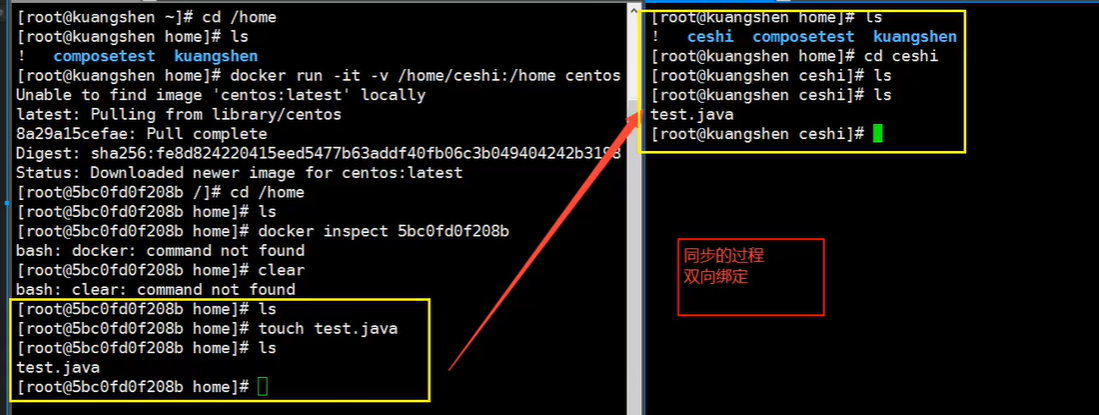 [root@kuangshen ~]# cd /home
[root@kuangshen home]# ls
! composetest kuangshen
[root@kuangshen home]# docker run -it -v /home/ceshi:/home centos
Unable to find image 'centos:latest' locally
latest: Pulling from library/centos
8a29a15cefae: Pull complete
Digest: sha256:fe8d824220415eed5477b63addf40fb06c3b049404242b31
Status: Downloaded newer image for centos:latest
[root@5bc0fd0f208b /]# cd /home
[root@5bc0fd0f208b home]# ls
[root@5bc0fd0f208b home]# docker inspect 5bc0fd0f208b
bash: docker: command not found
[root@5bc0fd0f208b home]# clear
bash: clear: command not found
[root@5bc0fd0f208b home]# ls
[root@5bc0fd0f208b home]# touch test.java
[root@5bc0fd0f208b home]# ls
test.java
[root@5bc0fd0f208b home]#
[root@kuangshen home]# ls
! ceshi composetest kuangshen
[root@kuangshen home]# cd ceshi
[root@kuangshen ceshi]# ls
[root@kuangshen ceshi]# ls
test.java
[root@kuangshen ceshi]#
同步的过程
双向绑定